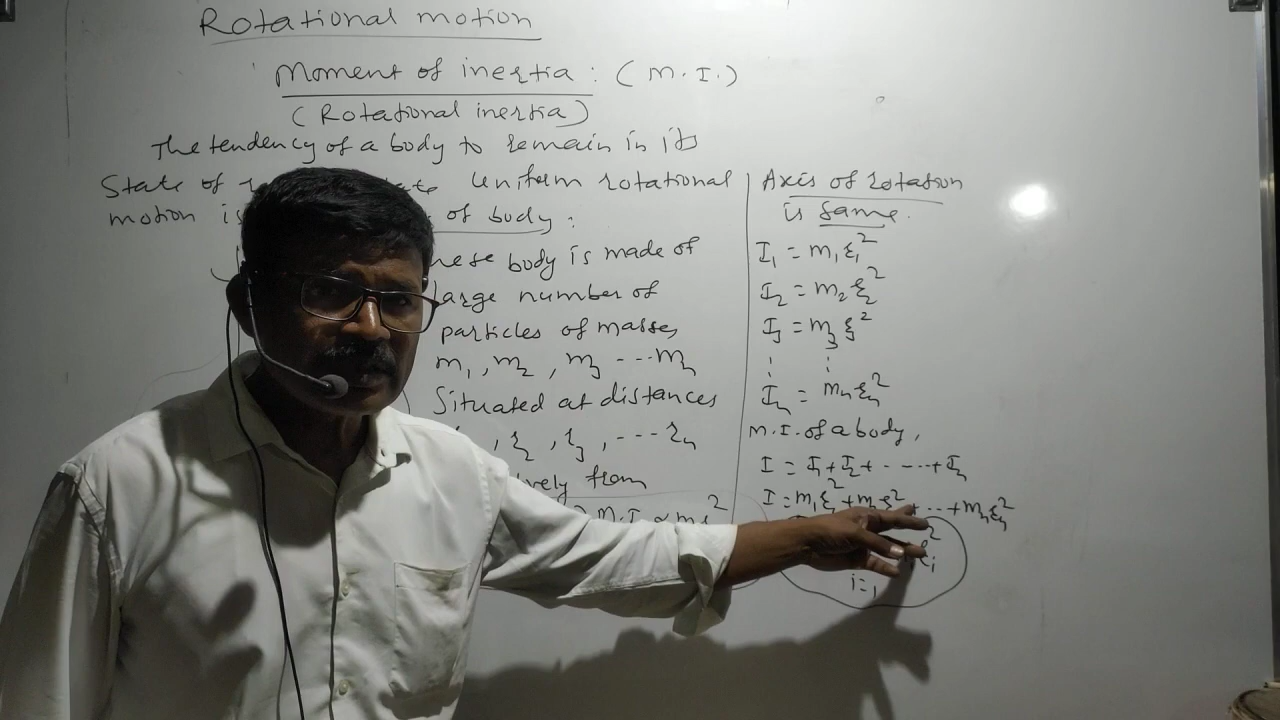 Rotational motion
Moment of inertia : (M.I.)
(Rotational inertia)
The tendency of a body to remain in its
State of uniform rotational
motion is of body :
body is made of
large number of
particles of masses
m₁, m₂, m₃ ---mₙ
Situated at distances
, r₂, r₃, ---- rₙ
from
M.I. ∝ mr²
Axis of rotation
is same.
I₁ = m₁r₁²
I₂ = m₂r₂²
I₃ = m₃r₃²
⋮ ⋮
Iₙ = mₙrₙ²
M.I. of a body,
I = I₁+I₂+ - - - - - +Iₙ
I = m₁r₁²+m₂r₂²+ - - - +mₙrₙ²
rᵢ²
i=1